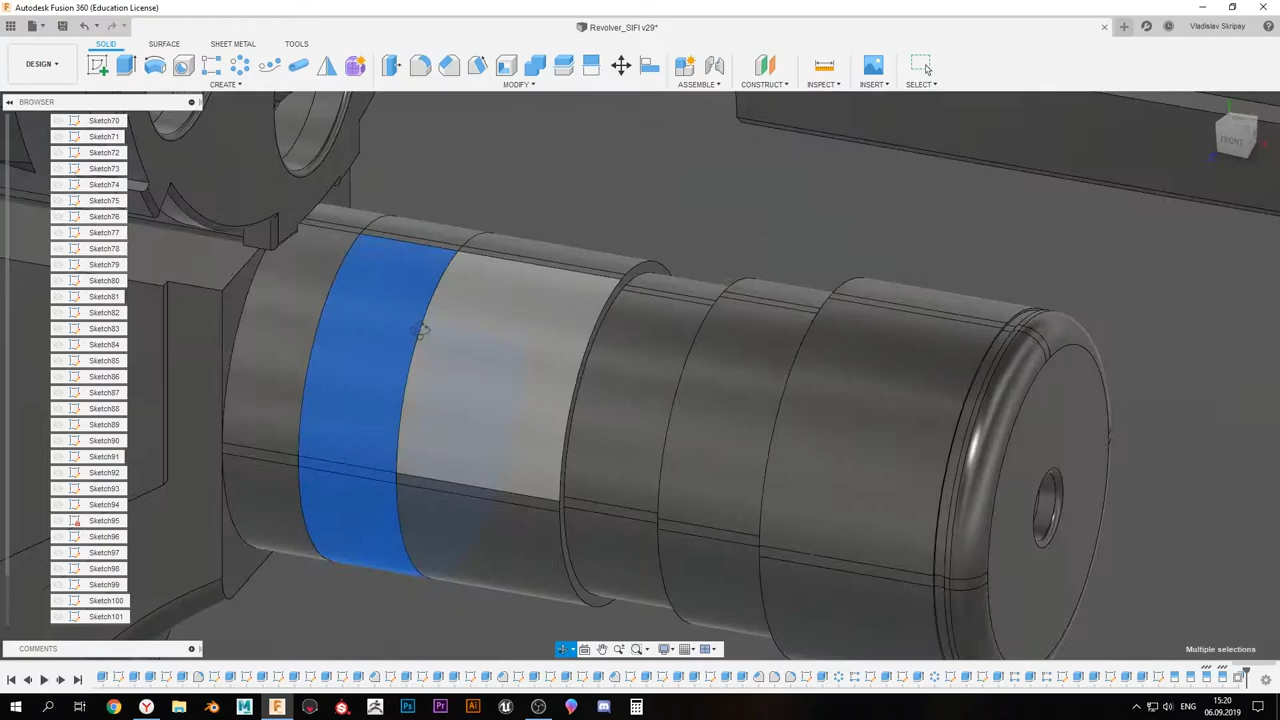 Autodesk Fusion 360 (Education License)
Revolver_SIFI v29*
Vladislav Skripay
DESIGN
SOLID SURFACE SHEET METAL TOOLS
CREATE MODIFY ASSEMBLE CONSTRUCT INSPECT INSERT SELECT
BROWSER
Sketch70
Sketch71
Sketch72
Sketch73
Sketch74
Sketch75
Sketch76
Sketch77
Sketch78
Sketch79
Sketch80
Sketch81
Sketch82
Sketch83
Sketch84
Sketch85
Sketch86
Sketch87
Sketch88
Sketch89
Sketch90
Sketch91
Sketch92
Sketch93
Sketch94
Sketch95
Sketch96
Sketch97
Sketch98
Sketch99
Sketch100
Sketch101
FRONT
COMMENTS
Multiple selections
ENG
15:20
06.09.2019